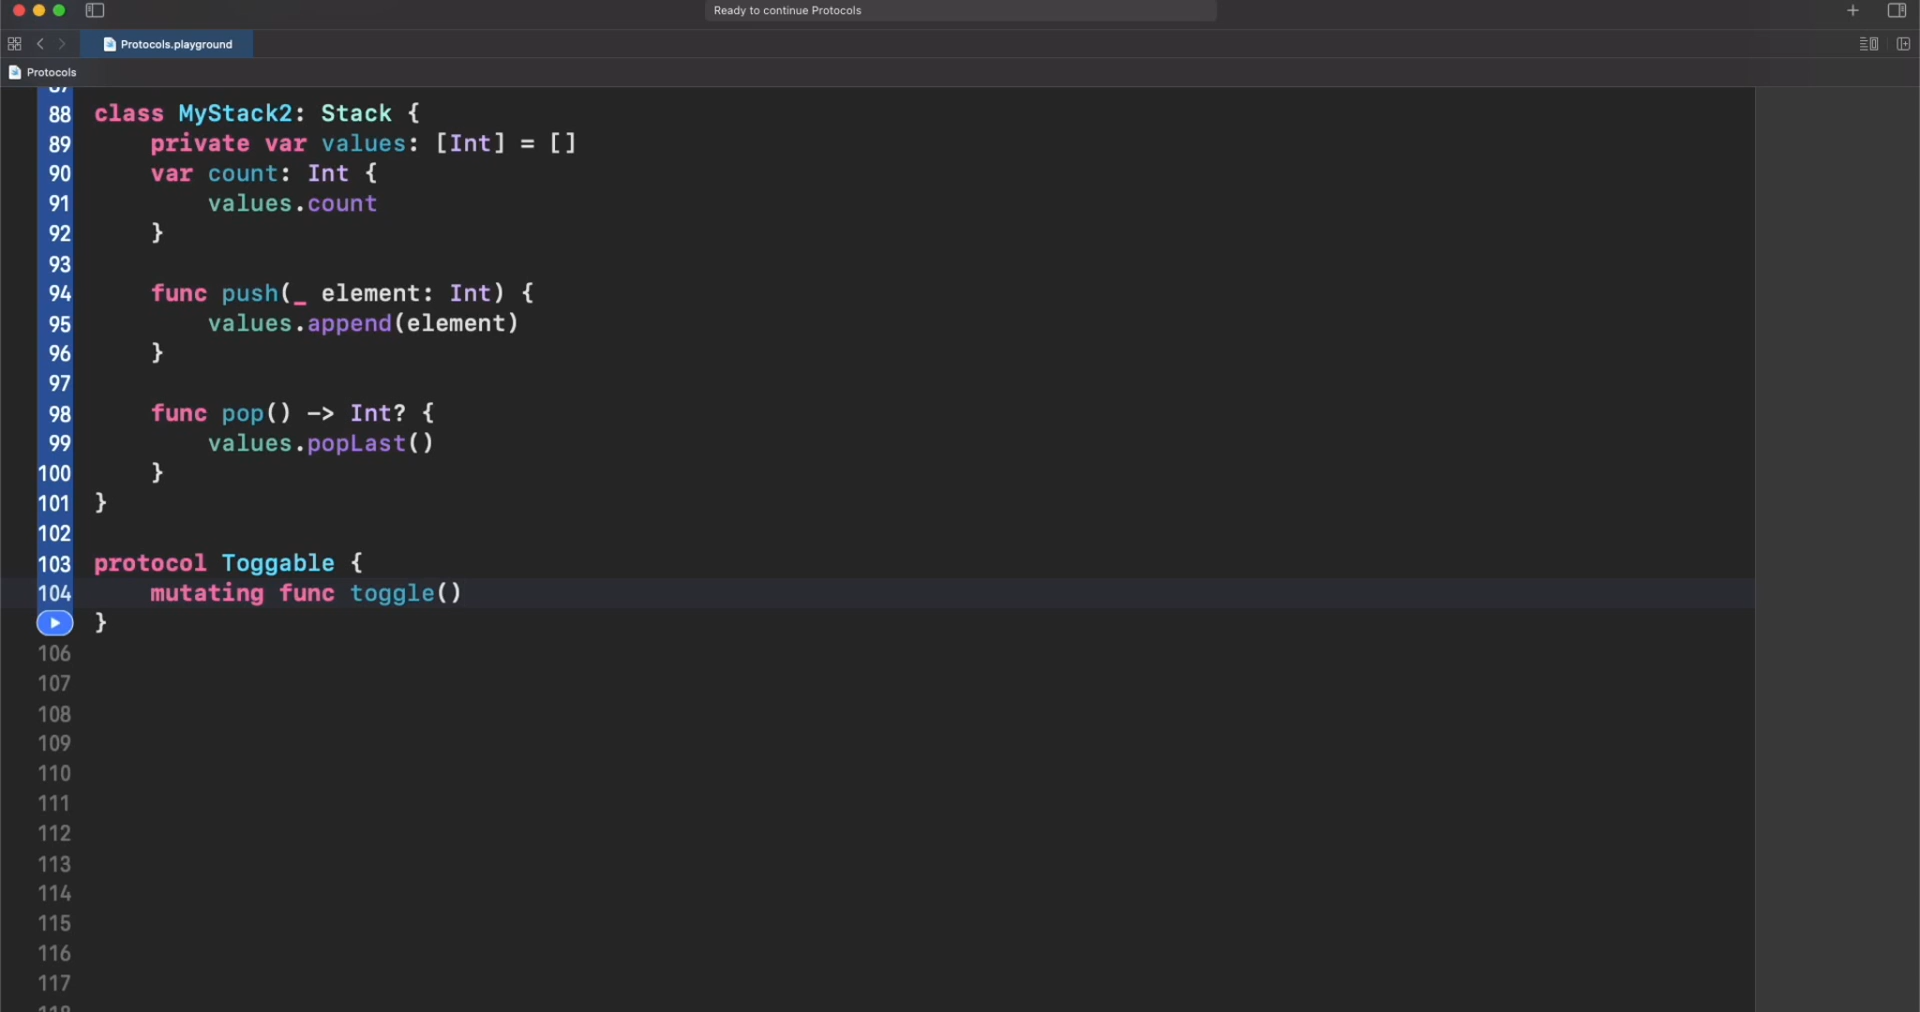 Ready to continue Protocols
Protocols.playground
Protocols
87
88 class MyStack2: Stack {
89 private var values: [Int] = []
90 var count: Int {
91 values.count
92 }
93
94 func push(_ element: Int) {
95 values.append(element)
96 }
97
98 func pop() -> Int? {
99 values.popLast()
100 }
101 }
102
103 protocol Toggable {
104 mutating func toggle()
}
106
107
108
109
110
111
112
113
114
115
116
117
118